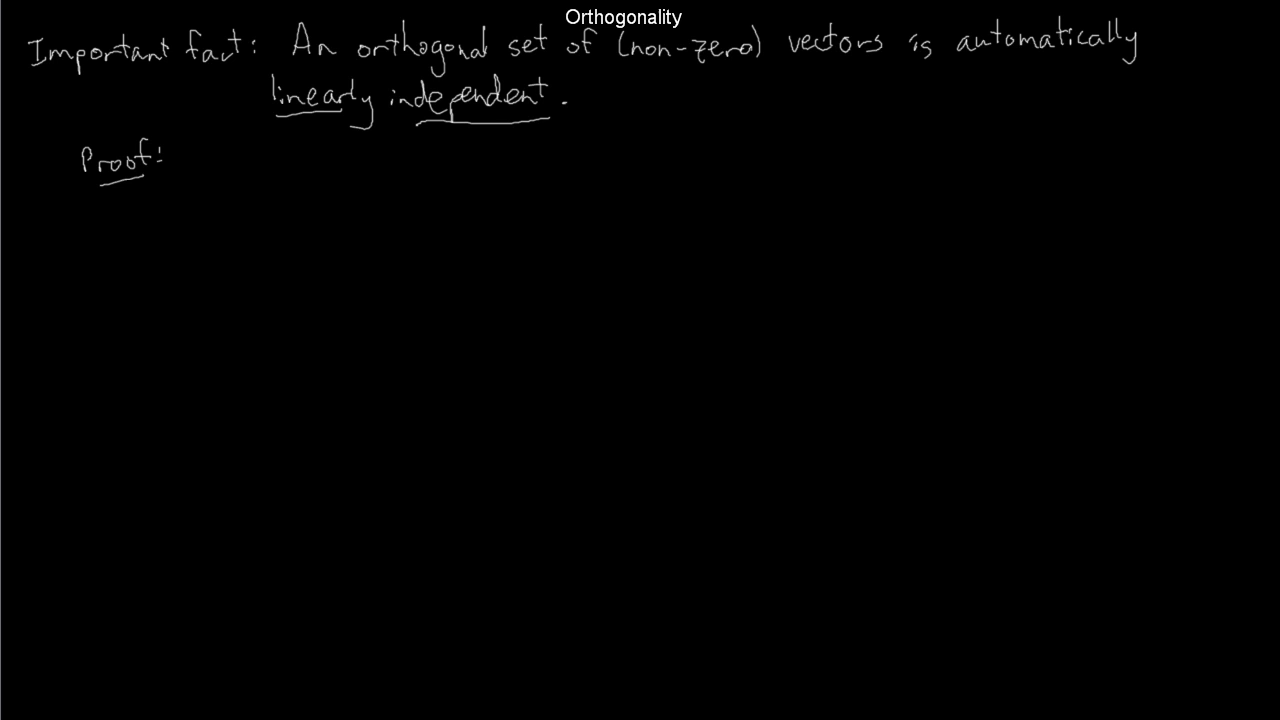 Orthogonality
Important fact: An orthogonal set of (non-zero) vectors is automatically
linearly independent.
Proof: